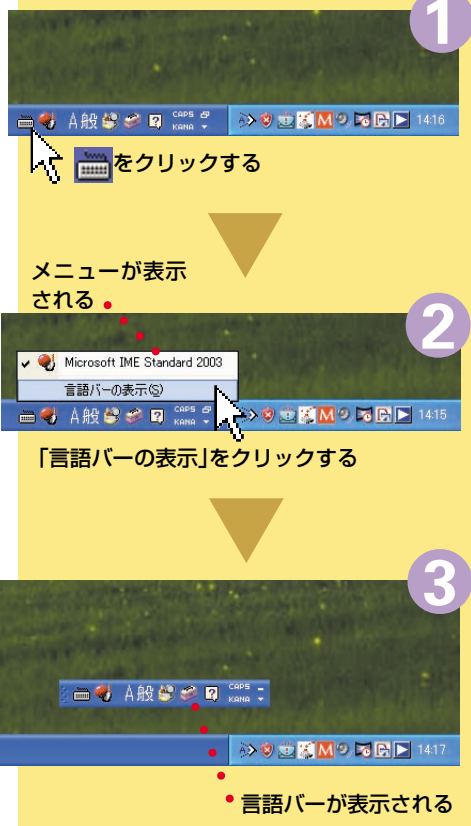 1
A 般 CAPS
KANA
14:16
をクリックする
メニューが表示
される
2
Microsoft IME Standard 2003
言語バーの表示(S)
A 般 CAPS
KANA
14:15
「言語バーの表示」をクリックする
3
A 般 CAPS
KANA
14:17
言語バーが表示される